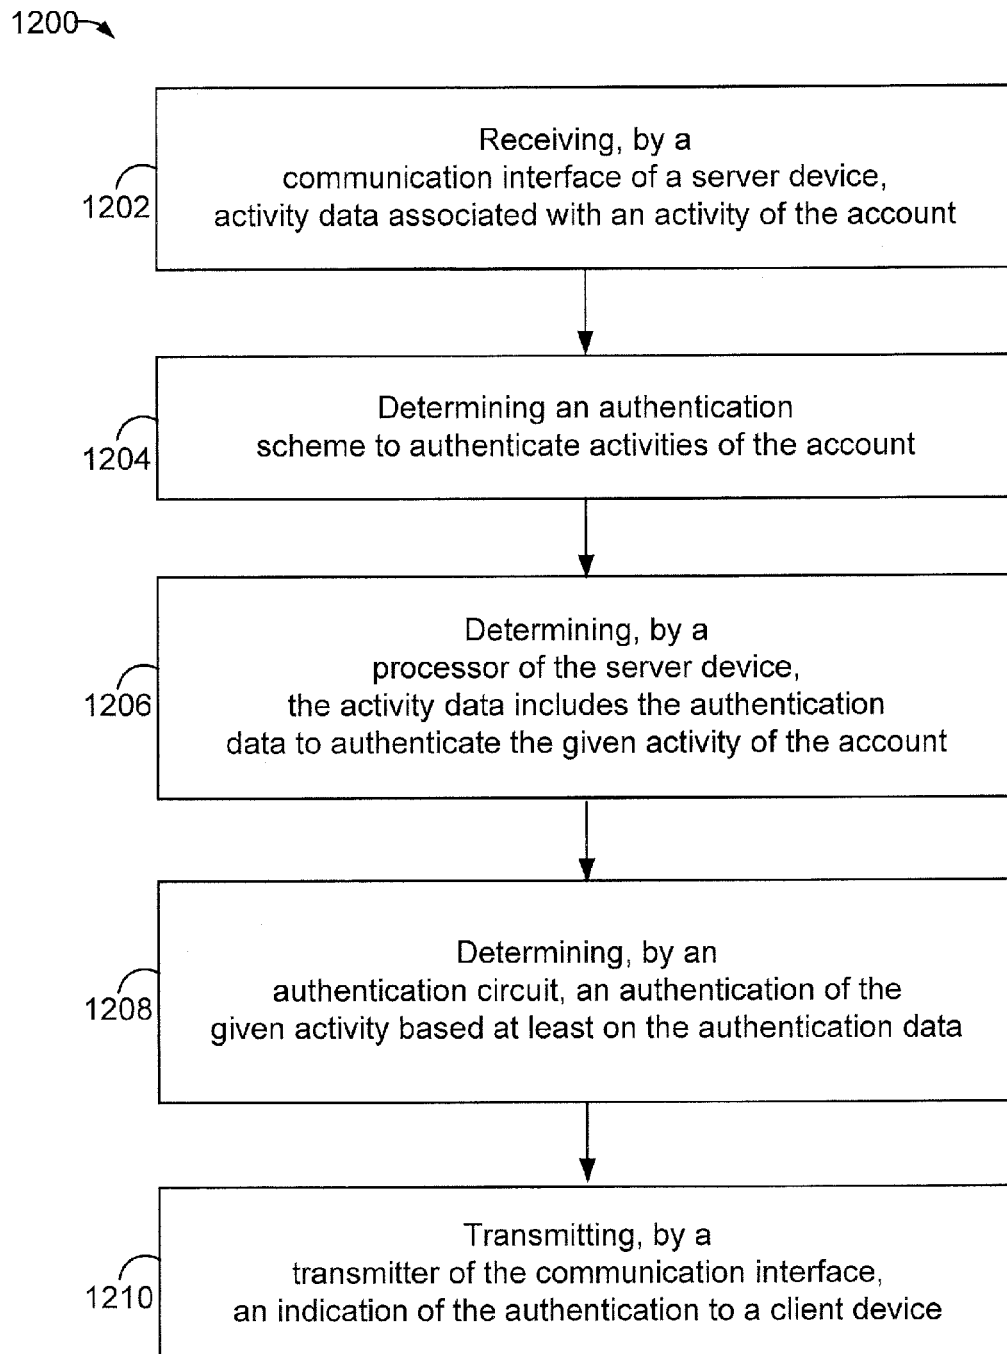 1200
Receiving, by a
communication interface of a server device,
activity data associated with an activity of the account
1202
Determining an authentication
scheme to authenticate activities of the account
1204
Determining, by a
processor of the server device,
the activity data includes the authentication
data to authenticate the given activity of the account
1206
Determining, by an
authentication circuit, an authentication of the
given activity based at least on the authentication data
1208
Transmitting, by a
transmitter of the communication interface,
an indication of the authentication to a client device
1210